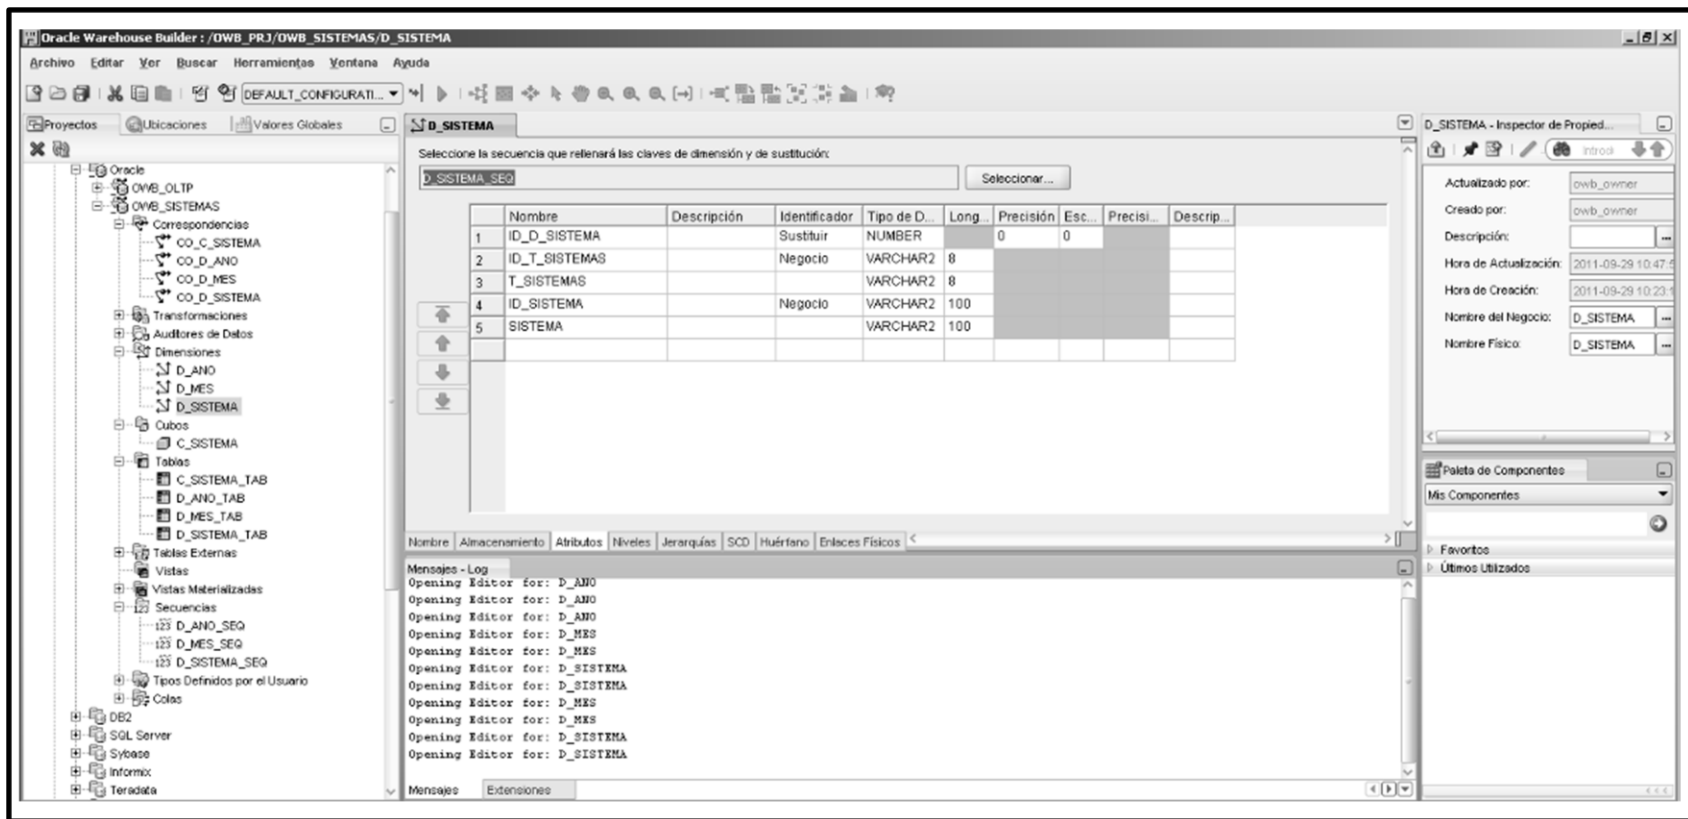 Oracle Warehouse Builder : /OWB_PRJ/OWB_SISTEMAS/D_SISTEMA
Archivo Editar Ver Buscar Herramientas Ventana Ayuda
DEFAULT_CONFIGURATI...
Proyectos Ubicaciones Valores Globales
Oracle
OWB_OLTP
OWB_SISTEMAS
Correspondencias
CO_C_SISTEMA
CO_D_ANO
CO_D_MES
CO_D_SISTEMA
Transformaciones
Auditores de Datos
Dimensiones
D_ANO
D_MES
D_SISTEMA
Cubos
C_SISTEMA
Tablas
C_SISTEMA_TAB
D_ANO_TAB
D_MES_TAB
D_SISTEMA_TAB
Tablas Externas
Vistas
Vistas Materializadas
Secuencias
D_ANO_SEQ
D_MES_SEQ
D_SISTEMA_SEQ
Tipos Definidos por el Usuario
Colas
DB2
SQL Server
Sybase
Informix
Teradata
D_SISTEMA
Seleccione la secuencia que rellenará las claves de dimensión y de sustitución:
D_SISTEMA_SEQ Seleccionar...
Nombre Descripción Identificador Tipo de D... Long... Precisión Esc... Precisi... Descrip...
1 ID_D_SISTEMA Sustituir NUMBER 0 0
2 ID_T_SISTEMAS Negocio VARCHAR2 8
3 T_SISTEMAS VARCHAR2 8
4 ID_SISTEMA Negocio VARCHAR2 100
5 SISTEMA VARCHAR2 100
Nombre Almacenamiento Atributos Niveles Jerarquías SCD Huérfano Enlaces Físicos
Mensajes - Log
Opening Editor for: D_ANO
Opening Editor for: D_ANO
Opening Editor for: D_ANO
Opening Editor for: D_MES
Opening Editor for: D_MES
Opening Editor for: D_SISTEMA
Opening Editor for: D_SISTEMA
Opening Editor for: D_MES
Opening Editor for: D_MES
Opening Editor for: D_SISTEMA
Opening Editor for: D_SISTEMA
Mensajes Extensiones
D_SISTEMA - Inspector de Propied...
Introd
Actualizado por: owb_owner
Creado por: owb_owner
Descripción: ...
Hora de Actualización: 2011-09-29 10:47:5
Hora de Creación: 2011-09-29 10:23:1
Nombre del Negocio: D_SISTEMA ...
Nombre Físico: D_SISTEMA ...
Paleta de Componentes
Mis Componentes
Favoritos
Últimos Utilizados